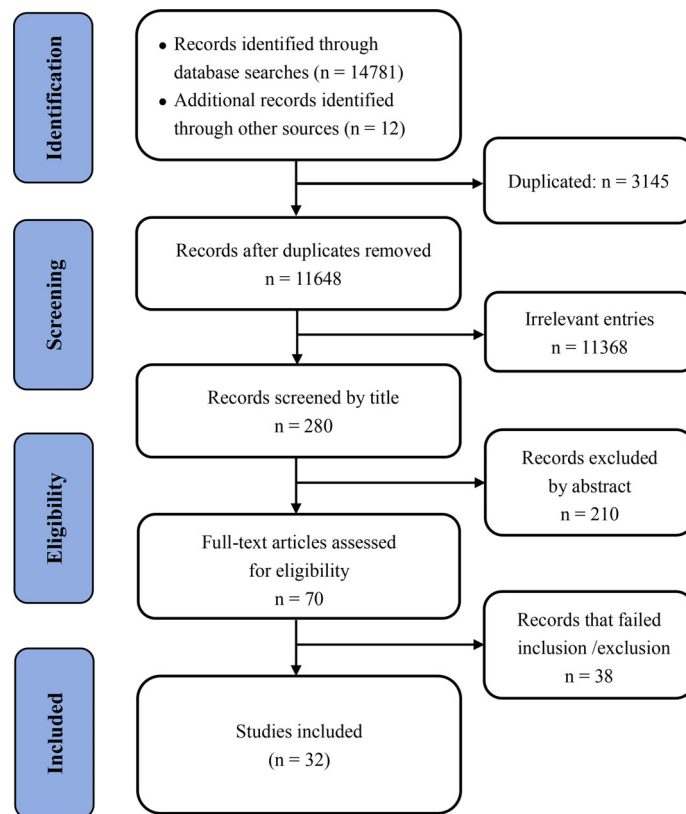 Identification
• Records identified through
database searches (n = 14781)
• Additional records identified
through other sources (n = 12)
Duplicated: n = 3145
Screening
Records after duplicates removed
n = 11648
Irrelevant entries
n = 11368
Records screened by title
n = 280
Eligibility
Records excluded
by abstract
n = 210
Full-text articles assessed
for eligibility
n = 70
Records that failed
inclusion /exclusion
n = 38
Included
Studies included
(n = 32)